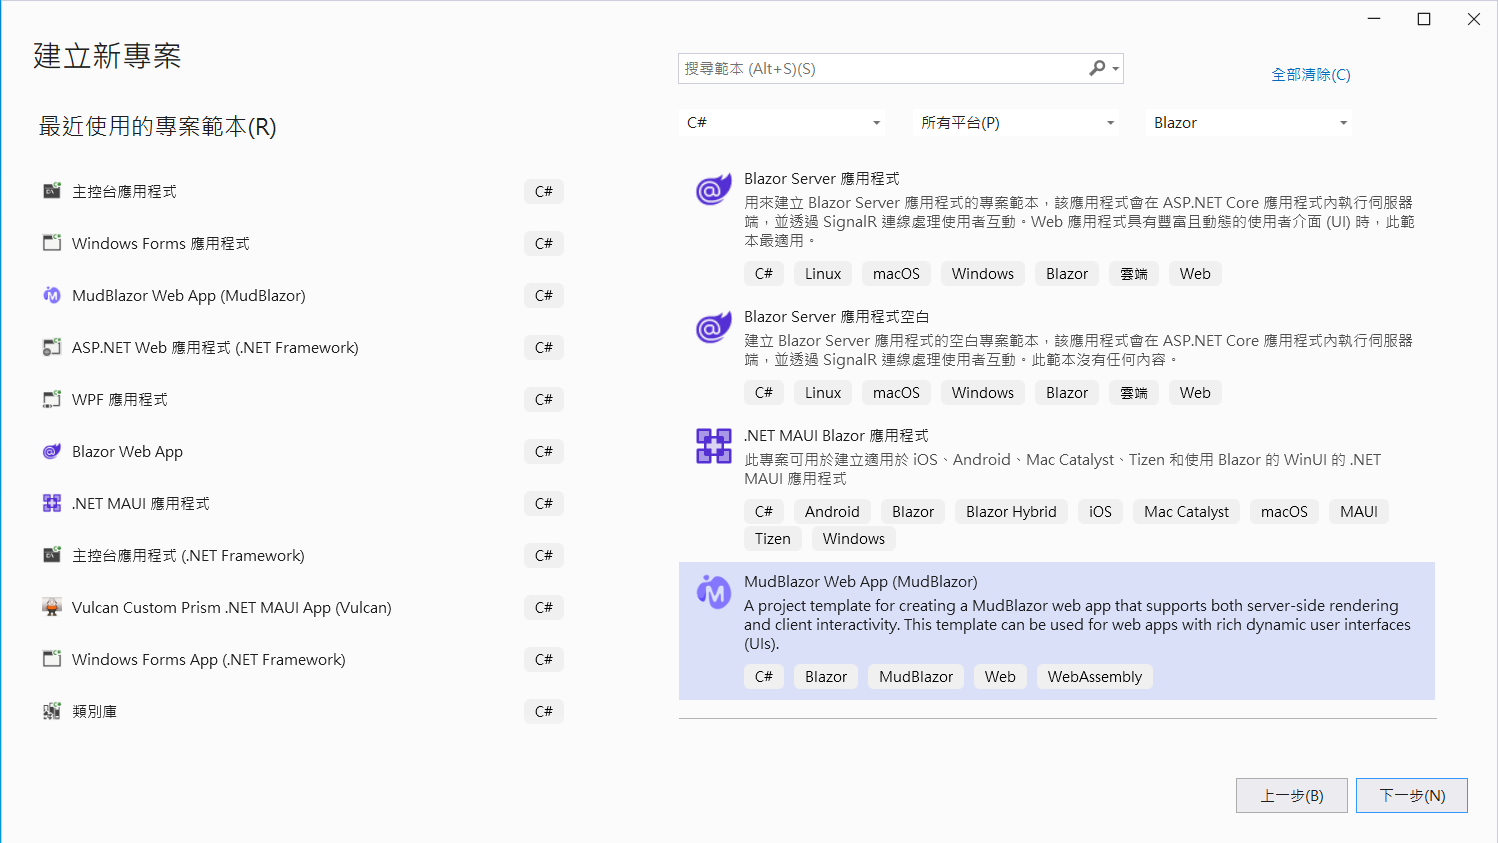 建立新專案
搜尋範本 (Alt+S)(S)
全部清除(C)
最近使用的專案範本(R)
C#
所有平台(P)
Blazor
主控台應用程式
C#
Windows Forms 應用程式
C#
MudBlazor Web App (MudBlazor)
C#
ASP.NET Web 應用程式 (.NET Framework)
C#
WPF 應用程式
C#
Blazor Web App
C#
.NET MAUI 應用程式
C#
主控台應用程式 (.NET Framework)
C#
Vulcan Custom Prism .NET MAUI App (Vulcan)
C#
Windows Forms App (.NET Framework)
C#
類別庫
C#
Blazor Server 應用程式
用來建立 Blazor Server 應用程式的專案範本，該應用程式會在 ASP.NET Core 應用程式內執行伺服器
端，並透過 SignalR 連線處理使用者互動。Web 應用程式具有豐富且動態的使用者介面 (UI) 時，此範
本最適用。
C# Linux macOS Windows Blazor 雲端 Web
Blazor Server 應用程式空白
建立 Blazor Server 應用程式的空白專案範本，該應用程式會在 ASP.NET Core 應用程式內執行伺服器
端，並透過 SignalR 連線處理使用者互動。此範本沒有任何內容。
C# Linux macOS Windows Blazor 雲端 Web
.NET MAUI Blazor 應用程式
此專案可用於建立適用於 iOS、Android、Mac Catalyst、Tizen 和使用 Blazor 的 WinUI 的 .NET
MAUI 應用程式
C# Android Blazor Blazor Hybrid iOS Mac Catalyst macOS MAUI
Tizen Windows
MudBlazor Web App (MudBlazor)
A project template for creating a MudBlazor web app that supports both server-side rendering
and client interactivity. This template can be used for web apps with rich dynamic user interfaces
(UIs).
C# Blazor MudBlazor Web WebAssembly
上一步(B)
下一步(N)